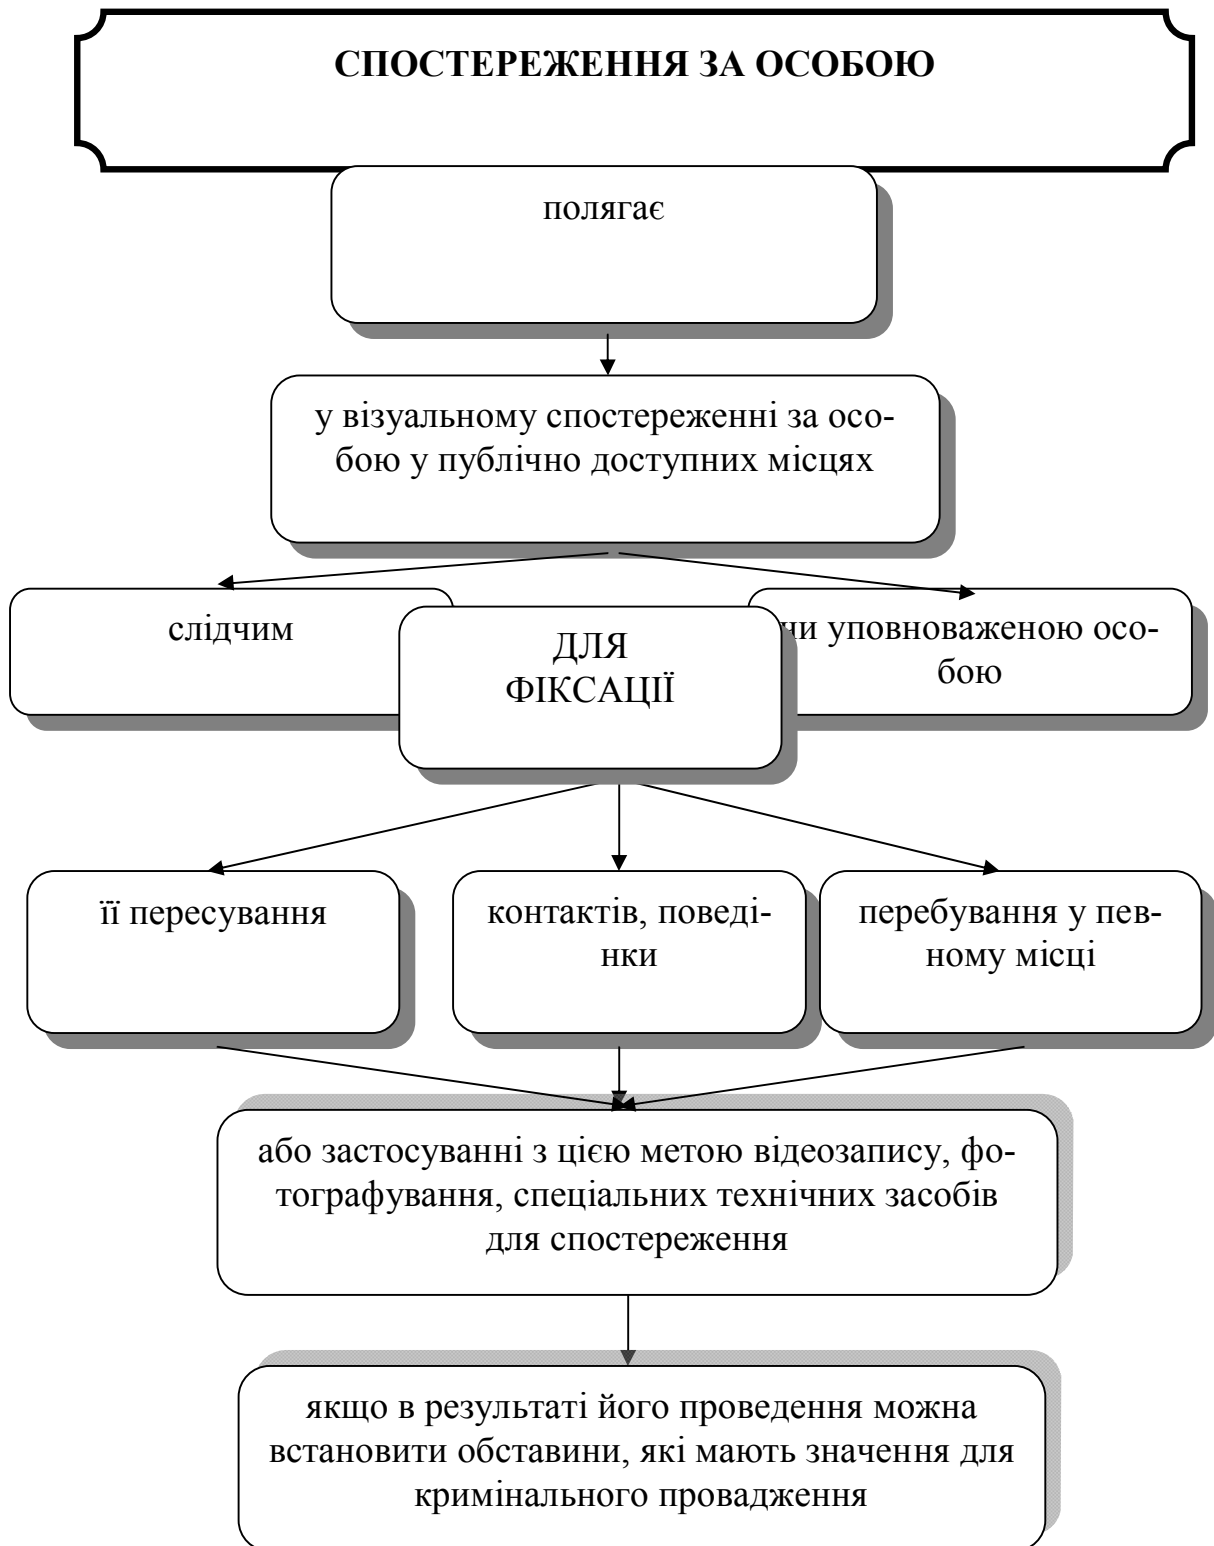 СПОСТЕРЕЖЕННЯ ЗА ОСОБОЮ
полягає
у візуальному спостереженні за осо-
бою у публічно доступних місцях
слідчим
чи уповноваженою осо-
бою
ДЛЯ
ФІКСАЦІЇ
її пересування
контактів, поведі-
нки
перебування у пев-
ному місці
або застосуванні з цією метою відеозапису, фо-
тографування, спеціальних технічних засобів
для спостереження
якщо в результаті його проведення можна
встановити обставини, які мають значення для
кримінального провадження